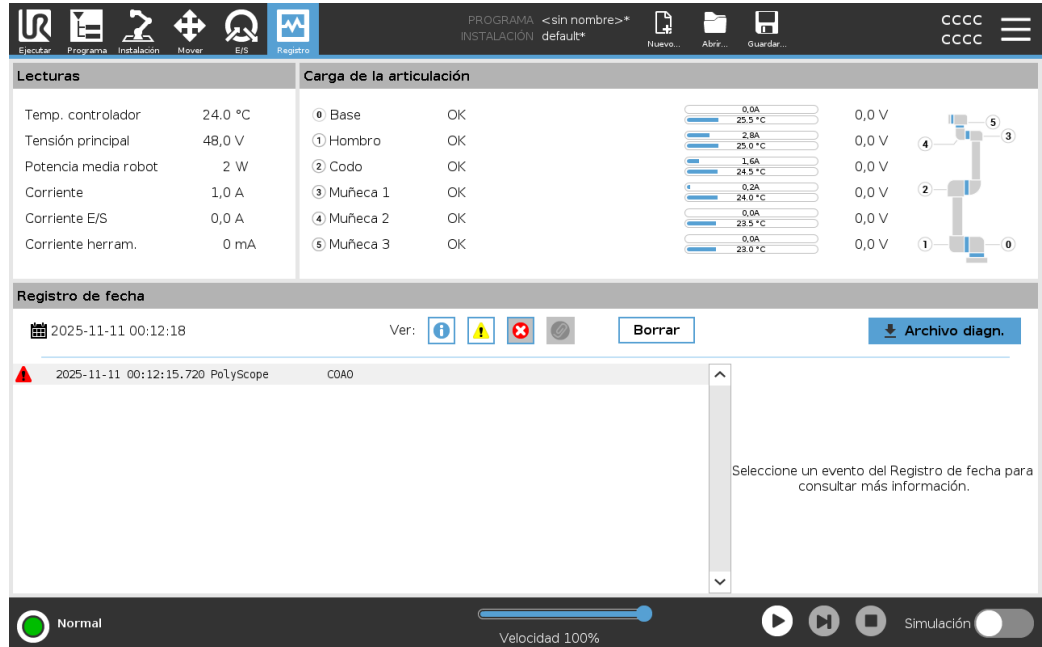 UR
Ejecutar Programa Instalación Mover E/S Registro
PROGRAMA <sin nombre>*
INSTALACIÓN default*
Nuevo... Abrir... Guardar...
CCCC
CCCC
Lecturas
Temp. controlador 24.0 °C
Tensión principal 48,0 V
Potencia media robot 2 W
Corriente 1,0 A
Corriente E/S 0,0 A
Corriente herram. 0 mA
Carga de la articulación
0 Base OK 0,0A 25.5 °C 0,0 V
1 Hombro OK 2,8A 25.0 °C 0,0 V
2 Codo OK 1,6A 24.5 °C 0,0 V
3 Muñeca 1 OK 0,2A 24.0 °C 0,0 V
4 Muñeca 2 OK 0,0A 23.5 °C 0,0 V
5 Muñeca 3 OK 0,0A 23.0 °C 0,0 V
5
4 3
2
1 0
Registro de fecha
2025-11-11 00:12:18 Ver: Borrar Archivo diagn.
2025-11-11 00:12:15.720 PolyScope C0A0
Seleccione un evento del Registro de fecha para
consultar más información.
Normal
Velocidad 100%
Simulación